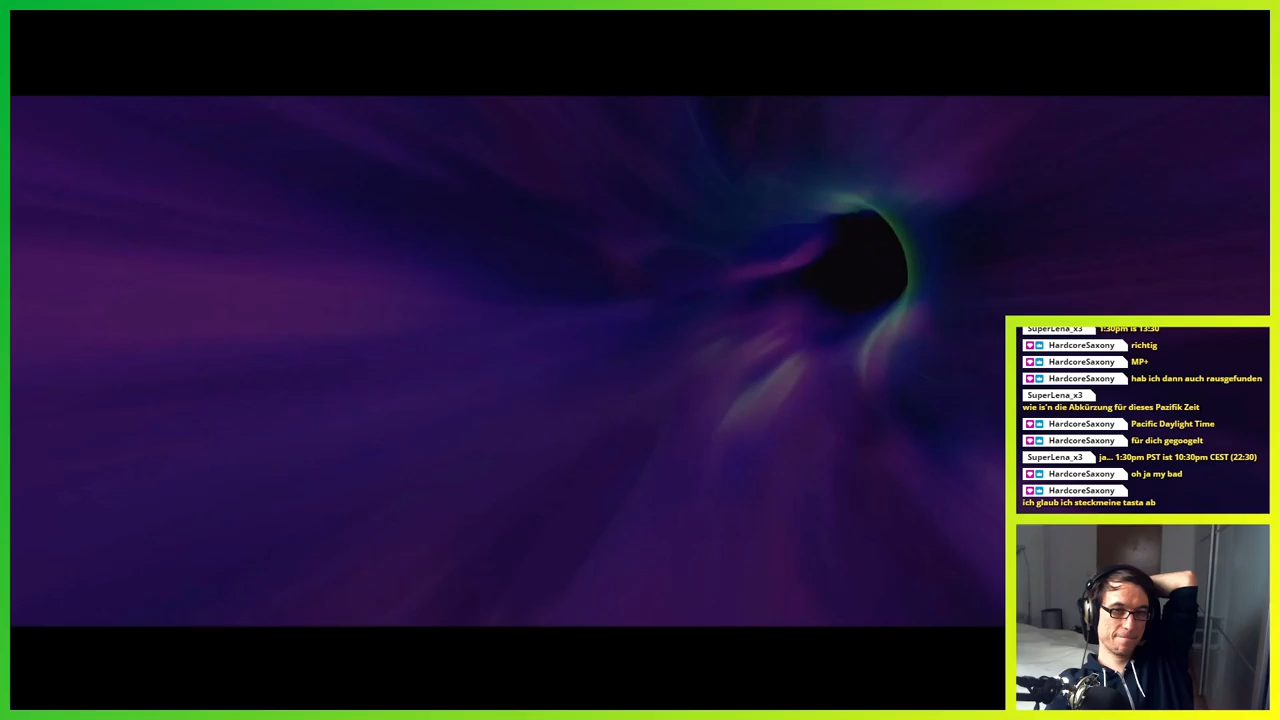 SuperLena_x3 1:30pm is 13:30
HardcoreSaxony richtig
HardcoreSaxony MP+
HardcoreSaxony hab ich dann auch rausgefunden
SuperLena_x3
wie is'n die Abkürzung für dieses Pazifik Zeit
HardcoreSaxony Pacific Daylight Time
HardcoreSaxony für dich gegoogelt
SuperLena_x3 ja... 1:30pm PST ist 10:30pm CEST (22:30)
HardcoreSaxony oh ja my bad
HardcoreSaxony
ich glaub ich steckmeine tasta ab